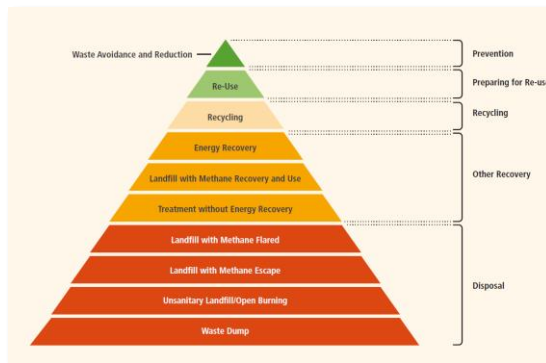 Waste Avoidance and Reduction
Prevention
Re-Use
Preparing for Re-us
Recycling
Recycling
Energy Recovery
Landfill with Methane Recovery and Use
Other Recovery
Treatment without Energy Recovery
Landfill with Methane Flared
Landfill with Methane Escape
Disposal
Unsanitary Landfill/Open Burning
Waste Dump